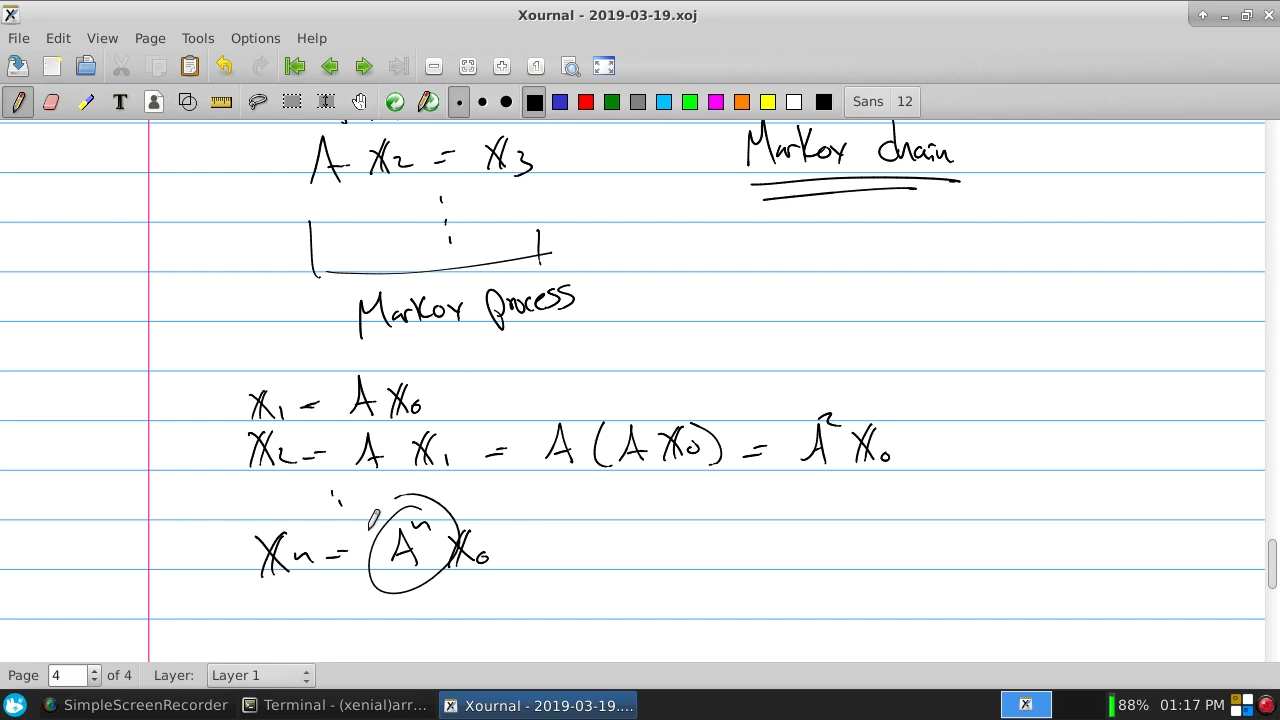 Xournal - 2019-03-19.xoj
File Edit View Page Tools Options Help
Sans 12
A X2 = X3
Markov chain
Markov process
X1 = A X0
X2 = A X1 = A (A X0) = A² X0
Xn = Aⁿ X0
Page 4 of 4 Layer: Layer 1
SimpleScreenRecorder Terminal - (xenial)arr... Xournal - 2019-03-19.... 88% 01:17 PM